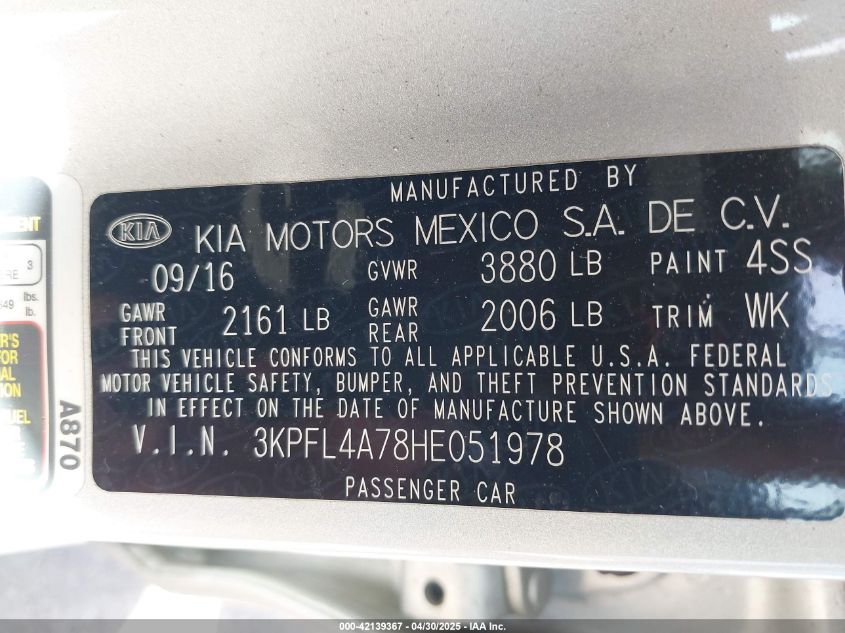 MANUFACTURED BY
KIA
KIA MOTORS MEXICO S.A. DE C.V.
09/16 GVWR 3880 LB PAINT 4SS
GAWR FRONT 2161 LB GAWR REAR 2006 LB TRIM WK
THIS VEHICLE CONFORMS TO ALL APPLICABLE U.S.A. FEDERAL
MOTOR VEHICLE SAFETY, BUMPER, AND THEFT PREVENTION STANDARDS
IN EFFECT ON THE DATE OF MANUFACTURE SHOWN ABOVE.
V.I.N. 3KPFL4A78HE051978
PASSENGER CAR
A870
3
lbs.
lb.
000-42139367 - 04/30/2025 - IAA, Inc.